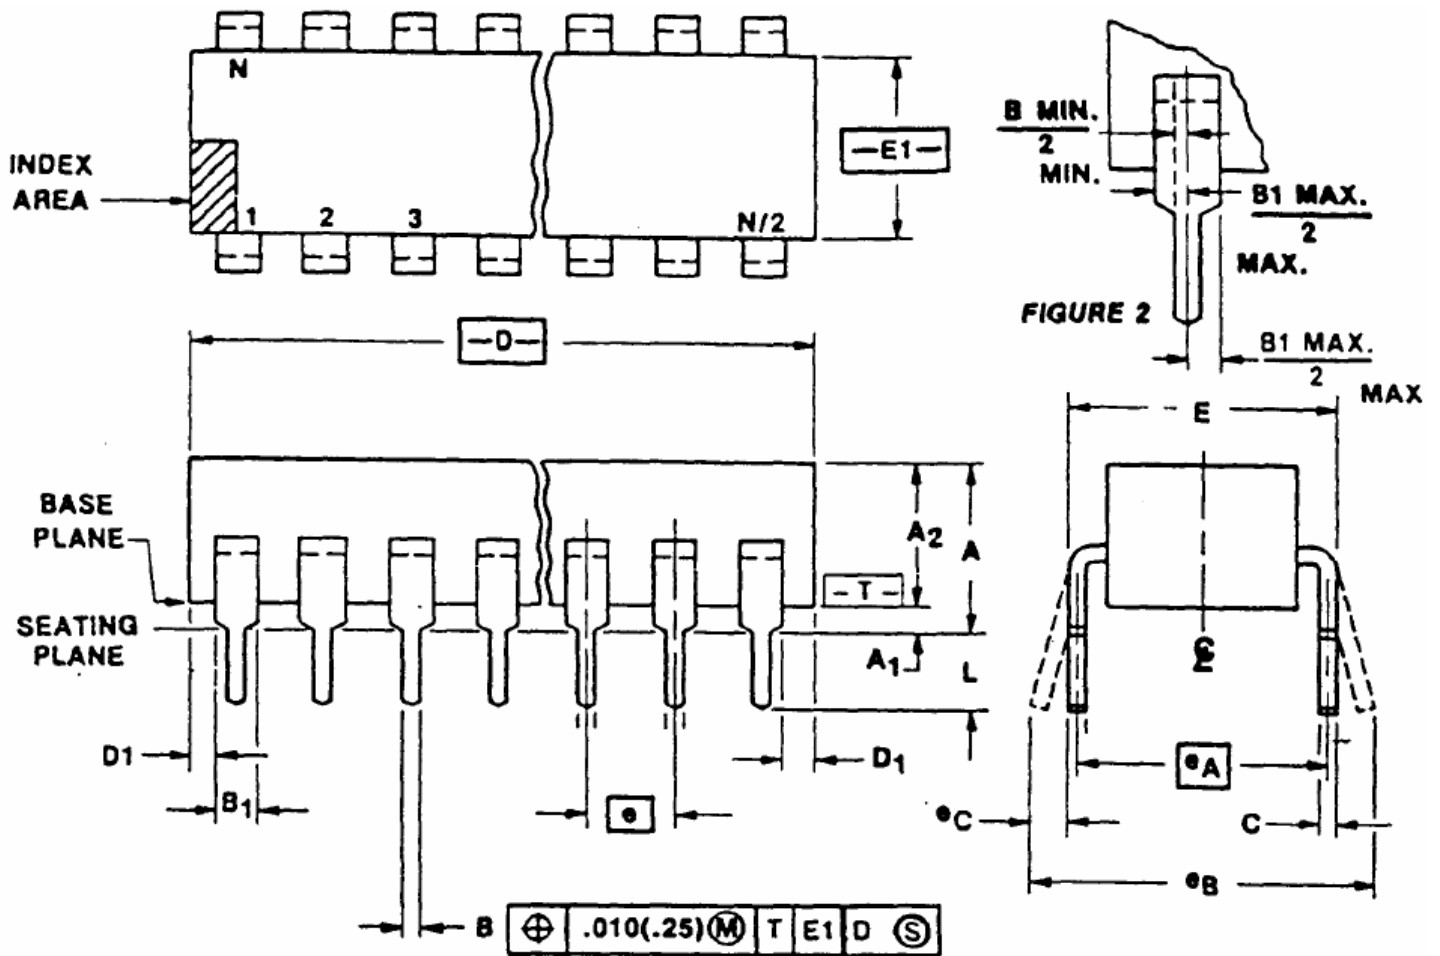 N
INDEX
AREA
1 2 3 N/2
—E1—
B MIN.
2
MIN.
B1 MAX.
2
MAX.
FIGURE 2
B1 MAX.
2
MAX
—D—
E
BASE
PLANE
SEATING
PLANE
A2
A
-T-
A1
L
D1
D1
B1
e
eA
eC
C
eB
B
⌖ .010(.25) Ⓜ T E1 D Ⓢ
℄